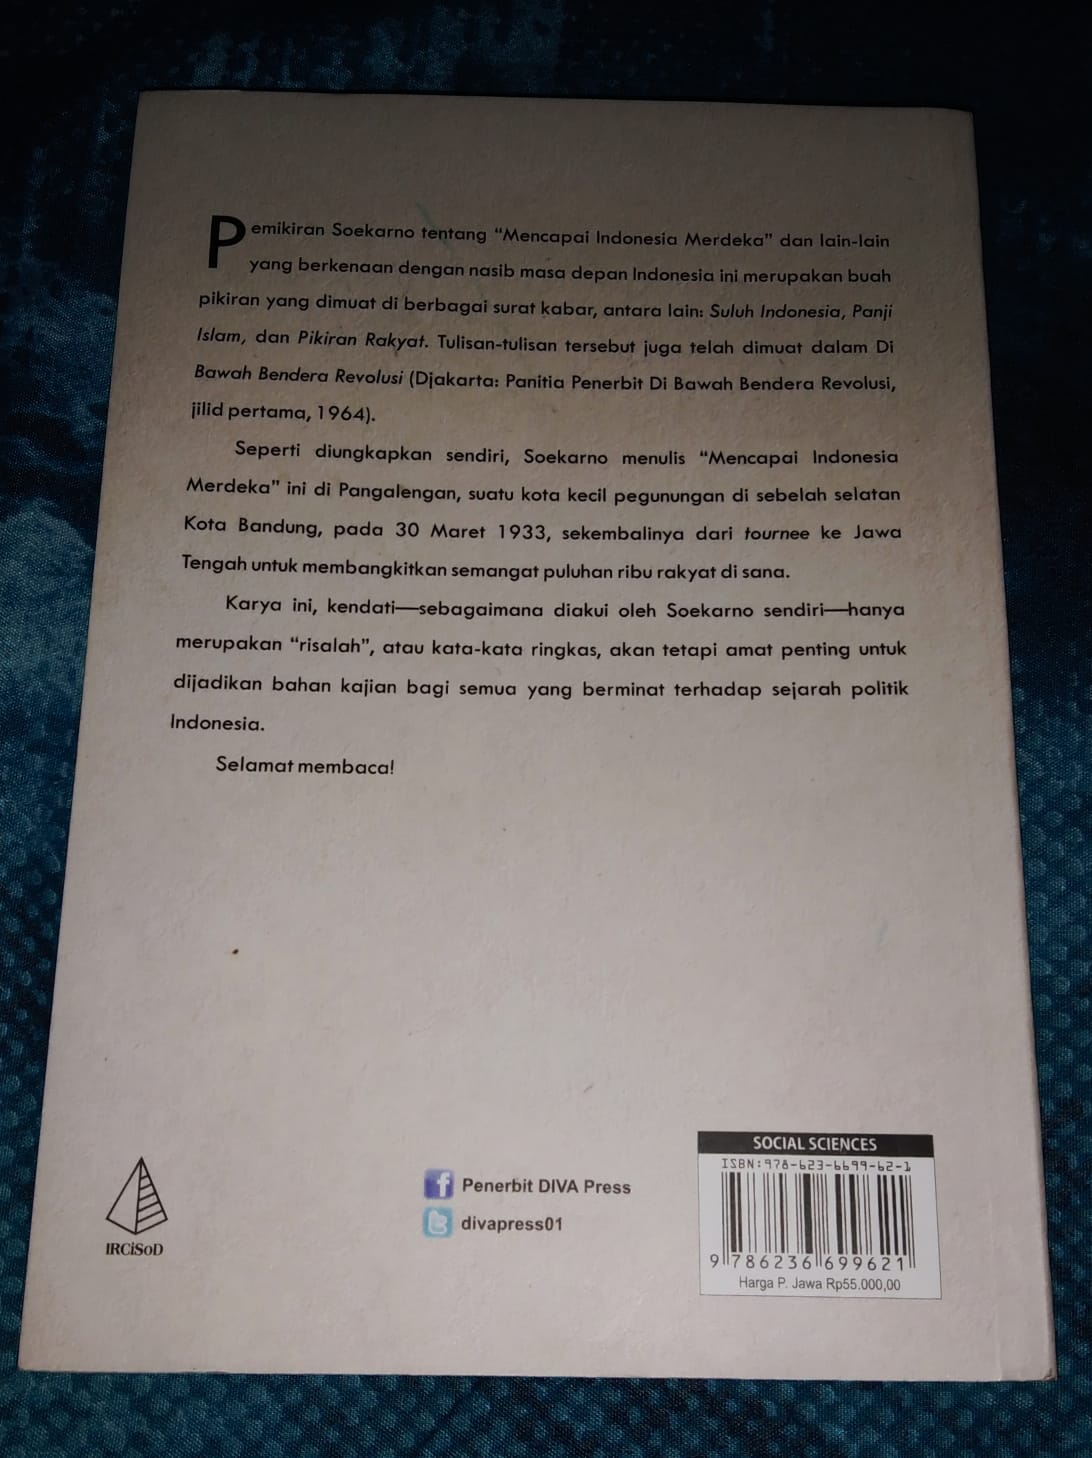 Pemikiran Soekarno tentang “Mencapai Indonesia Merdeka” dan lain-lain
yang berkenaan dengan nasib masa depan Indonesia ini merupakan buah
pikiran yang dimuat di berbagai surat kabar, antara lain: Suluh Indonesia, Panji
Islam, dan Pikiran Rakyat. Tulisan-tulisan tersebut juga telah dimuat dalam Di
Bawah Bendera Revolusi (Djakarta: Panitia Penerbit Di Bawah Bendera Revolusi,
jilid pertama, 1964).
Seperti diungkapkan sendiri, Soekarno menulis “Mencapai Indonesia
Merdeka” ini di Pangalengan, suatu kota kecil pegunungan di sebelah selatan
Kota Bandung, pada 30 Maret 1933, sekembalinya dari tournee ke Jawa
Tengah untuk membangkitkan semangat puluhan ribu rakyat di sana.
Karya ini, kendati—sebagaimana diakui oleh Soekarno sendiri—hanya
merupakan “risalah”, atau kata-kata ringkas, akan tetapi amat penting untuk
dijadikan bahan kajian bagi semua yang berminat terhadap sejarah politik
Indonesia.
Selamat membaca!
IRCiSoD
Penerbit DIVA Press
divapress01
SOCIAL SCIENCES
ISBN:978-623-6699-62-1
9 786236 699621
Harga P. Jawa Rp55.000,00